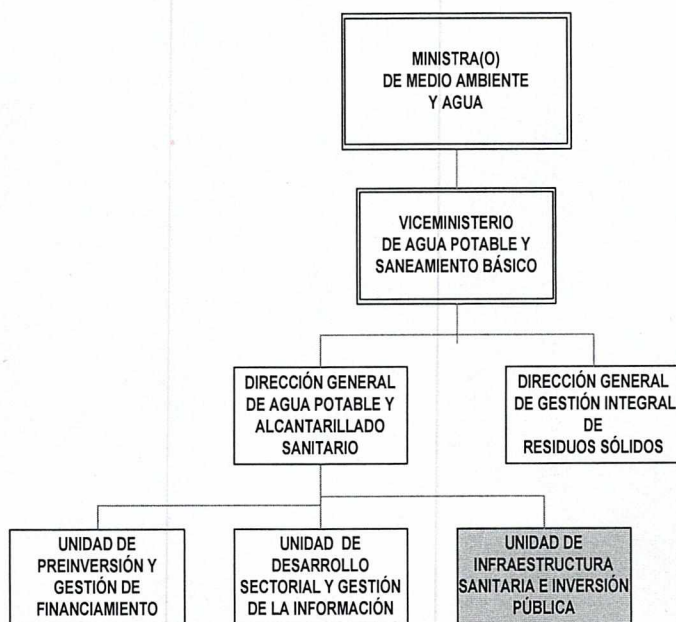 MINISTRA(O)
DE MEDIO AMBIENTE
Y AGUA
VICEMINISTERIO
DE AGUA POTABLE Y
SANEAMIENTO BÁSICO
DIRECCIÓN GENERAL
DE AGUA POTABLE Y
ALCANTARILLADO
SANITARIO
DIRECCIÓN GENERAL
DE GESTIÓN INTEGRAL
DE
RESIDUOS SÓLIDOS
UNIDAD DE
PREINVERSIÓN Y
GESTIÓN DE
FINANCIAMIENTO
UNIDAD DE
DESARROLLO
SECTORIAL Y GESTIÓN
DE LA INFORMACIÓN
UNIDAD DE
INFRAESTRUCTURA
SANITARIA E INVERSIÓN
PÚBLICA